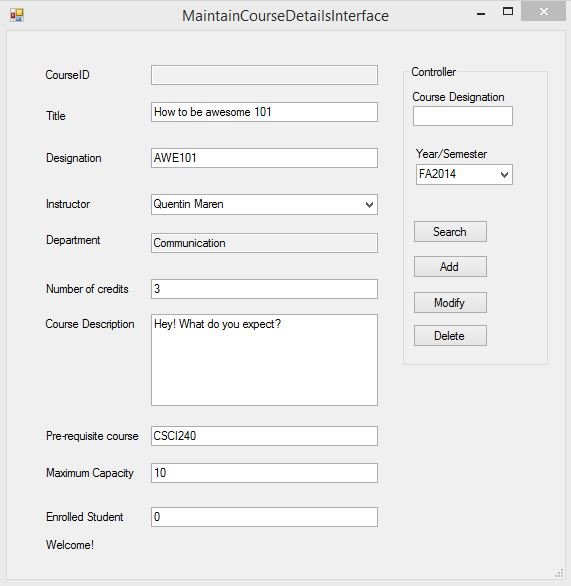 MaintainCourseDetailsInterface
CourseID
Title How to be awesome 101
Designation AWE101
Instructor Quentin Maren
Department Communication
Number of credits 3
Course Description Hey! What do you expect?
Pre-requisite course CSCI240
Maximum Capacity 10
Enrolled Student 0
Welcome!
Controller
Course Designation
Year/Semester
FA2014
Search
Add
Modify
Delete